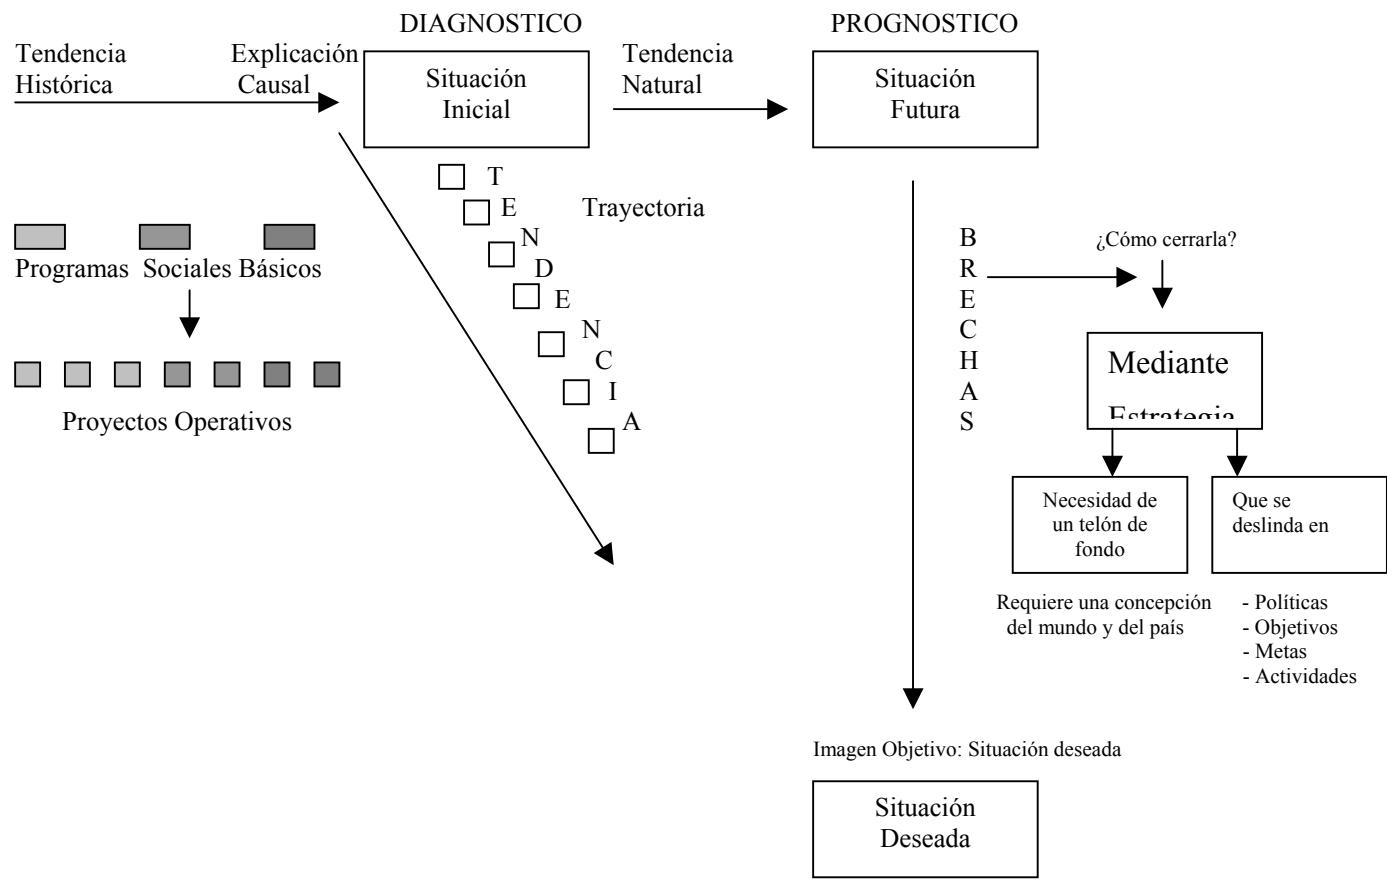 DIAGNOSTICO
PROGNOSTICO
Tendencia
Histórica
Explicación
Causal
Situación
Inicial
Tendencia
Natural
Situación
Futura
T
E
N
D
E
N
C
I
A
Trayectoria
Programas Sociales Básicos
Proyectos Operativos
B
R
E
C
H
A
S
¿Cómo cerrarla?
Mediante
Estrategia
Necesidad de
un telón de
fondo
Que se
deslinda en
Requiere una concepción
del mundo y del país
- Políticas
- Objetivos
- Metas
- Actividades
Imagen Objetivo: Situación deseada
Situación
Deseada